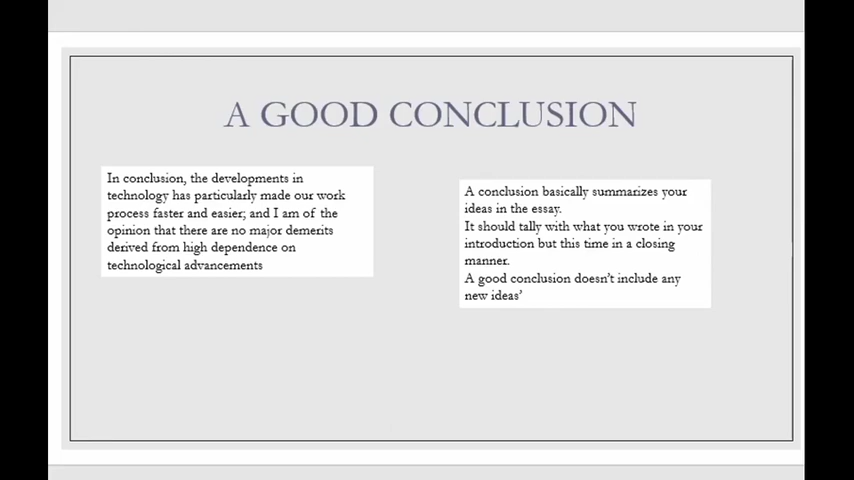 A GOOD CONCLUSION
In conclusion, the developments in
technology has particularly made our work
process faster and easier; and I am of the
opinion that there are no major demerits
derived from high dependence on
technological advancements
A conclusion basically summarizes your
ideas in the essay.
It should tally with what you wrote in your
introduction but this time in a closing
manner.
A good conclusion doesn’t include any
new ideas’